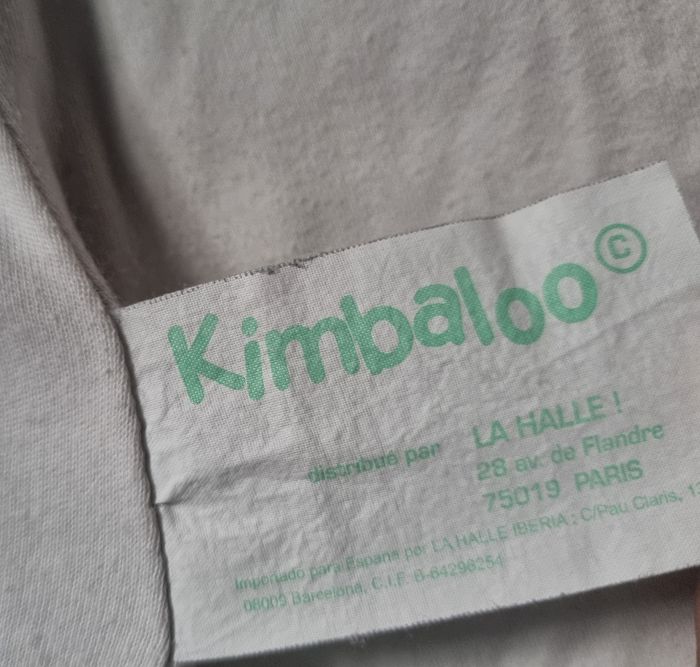 Kimbaloo©
distribué par LA HALLE !
28 av. de Flandre
75019 PARIS
Importado para Espana por LA HALLE IBERIA : C/Pau Claris,
08009 Barcelona, C.I.F. B-64296254